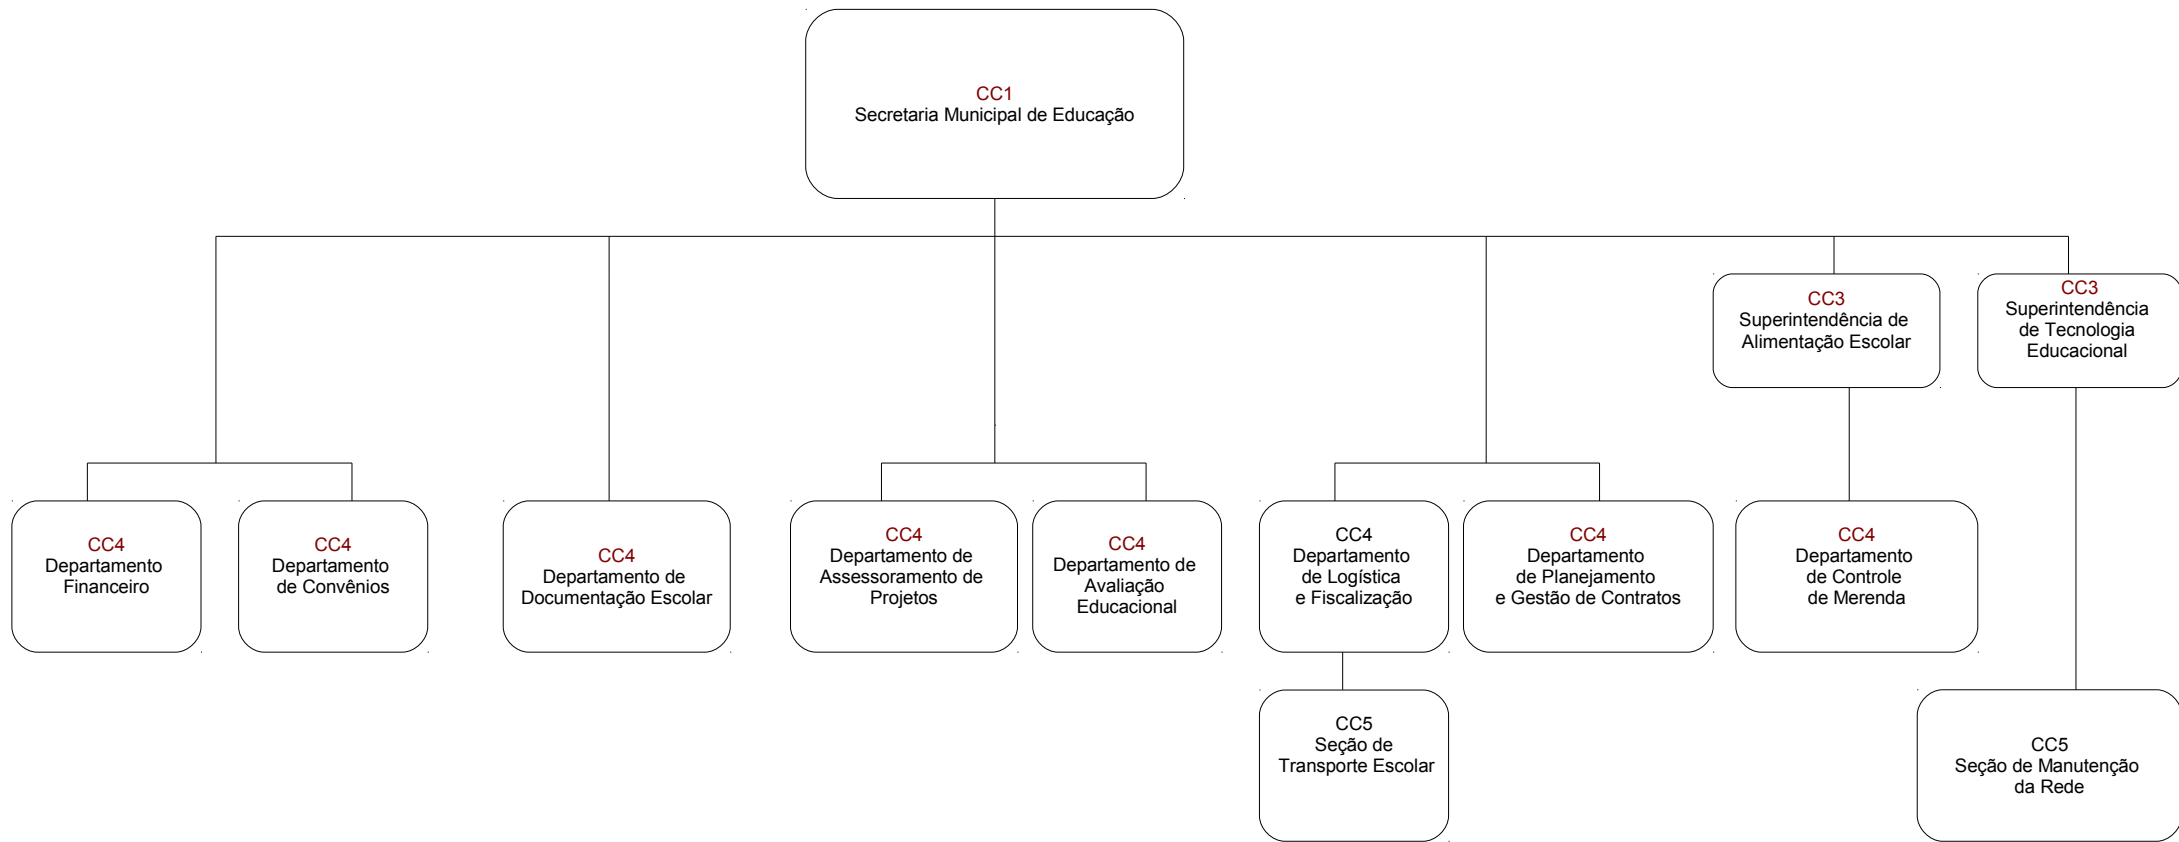 CC1
Secretaria Municipal de Educação
CC3
Superintendência de
Alimentação Escolar
CC3
Superintendência
de Tecnologia
Educacional
CC4
Departamento
Financeiro
CC4
Departamento
de Convênios
CC4
Departamento de
Documentação Escolar
CC4
Departamento de
Assessoramento de
Projetos
CC4
Departamento de
Avaliação
Educacional
CC4
Departamento
de Logística
e Fiscalização
CC4
Departamento
de Planejamento
e Gestão de Contratos
CC4
Departamento
de Controle
de Merenda
CC5
Seção de
Transporte Escolar
CC5
Seção de Manutenção
da Rede